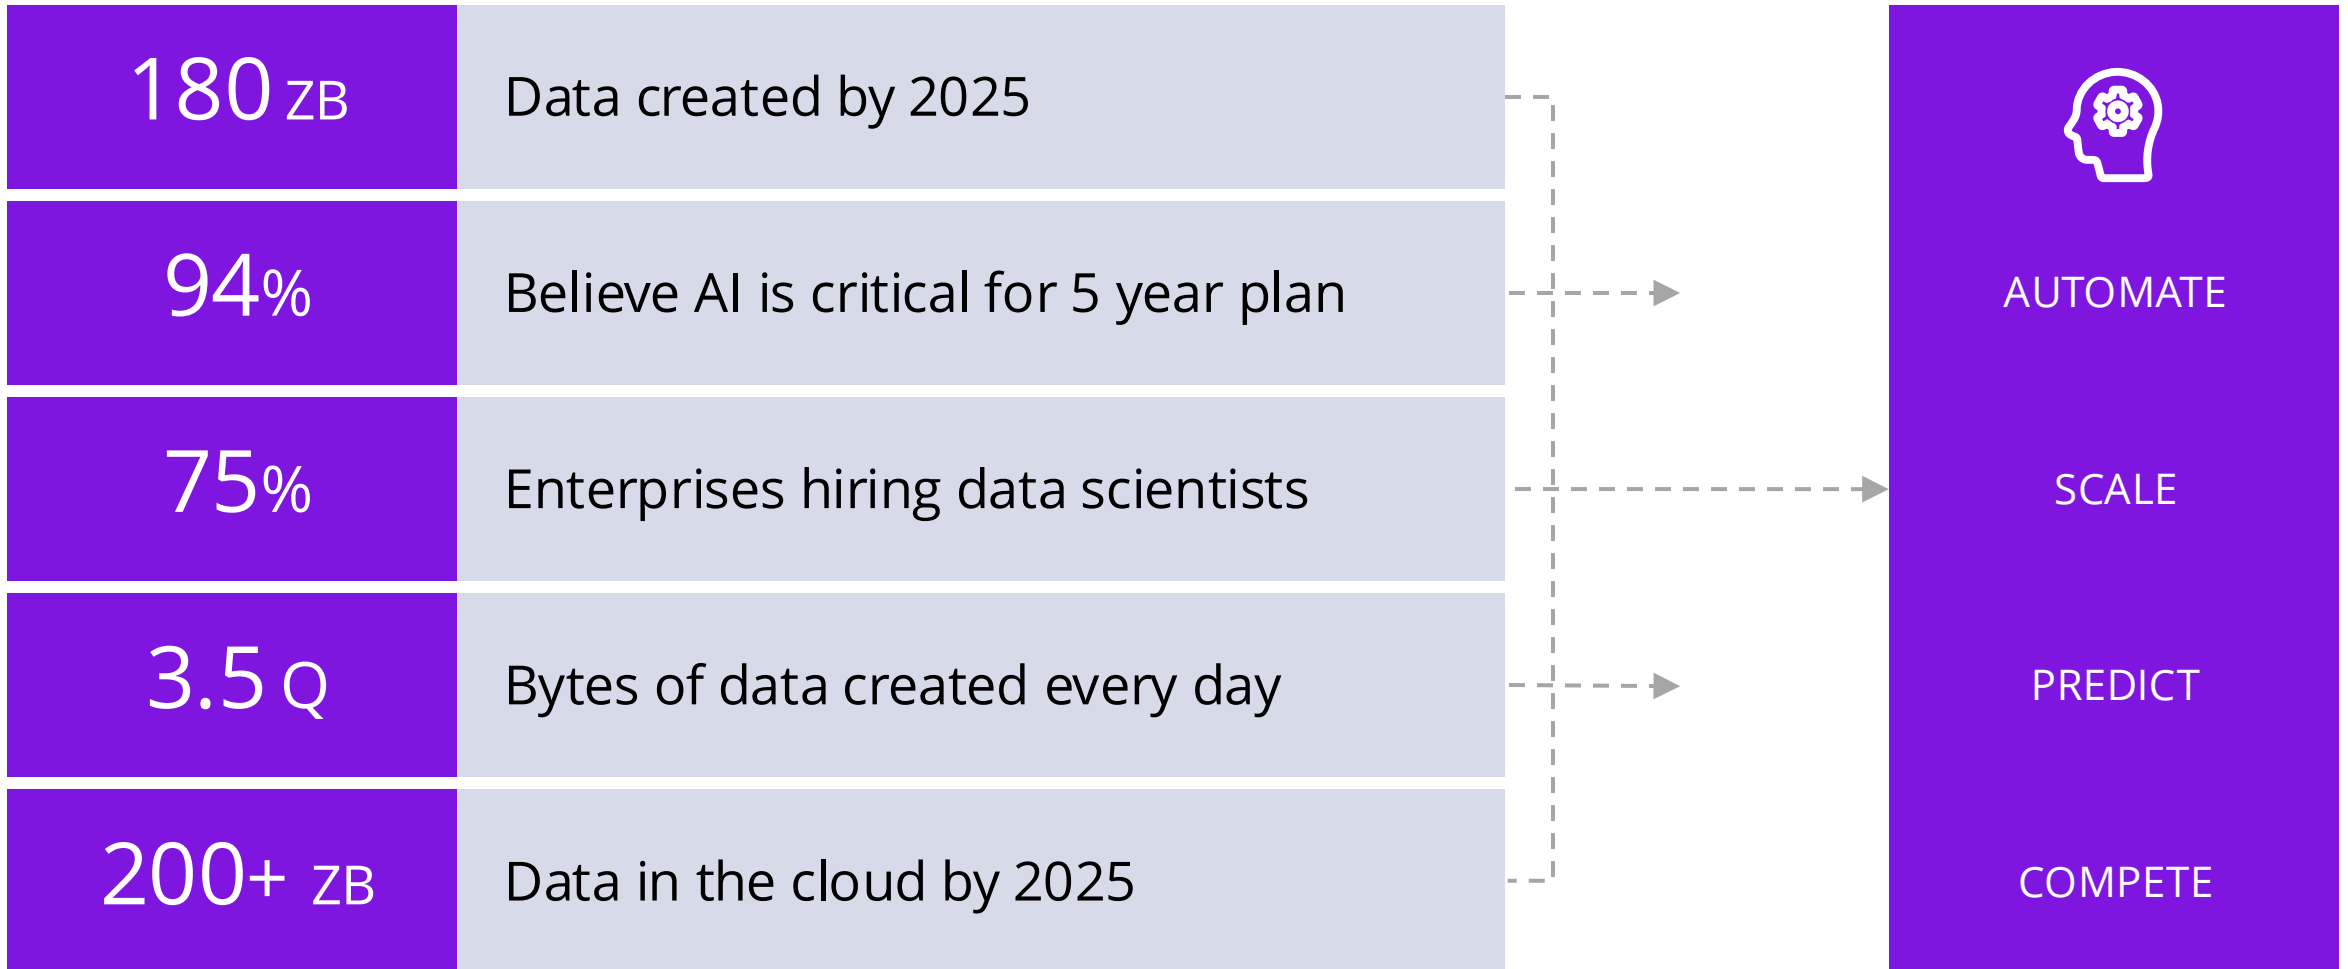 180 ZB
Data created by 2025
94%
Believe AI is critical for 5 year plan
75%
Enterprises hiring data scientists
3.5 Q
Bytes of data created every day
200+ ZB
Data in the cloud by 2025
AUTOMATE
SCALE
PREDICT
COMPETE